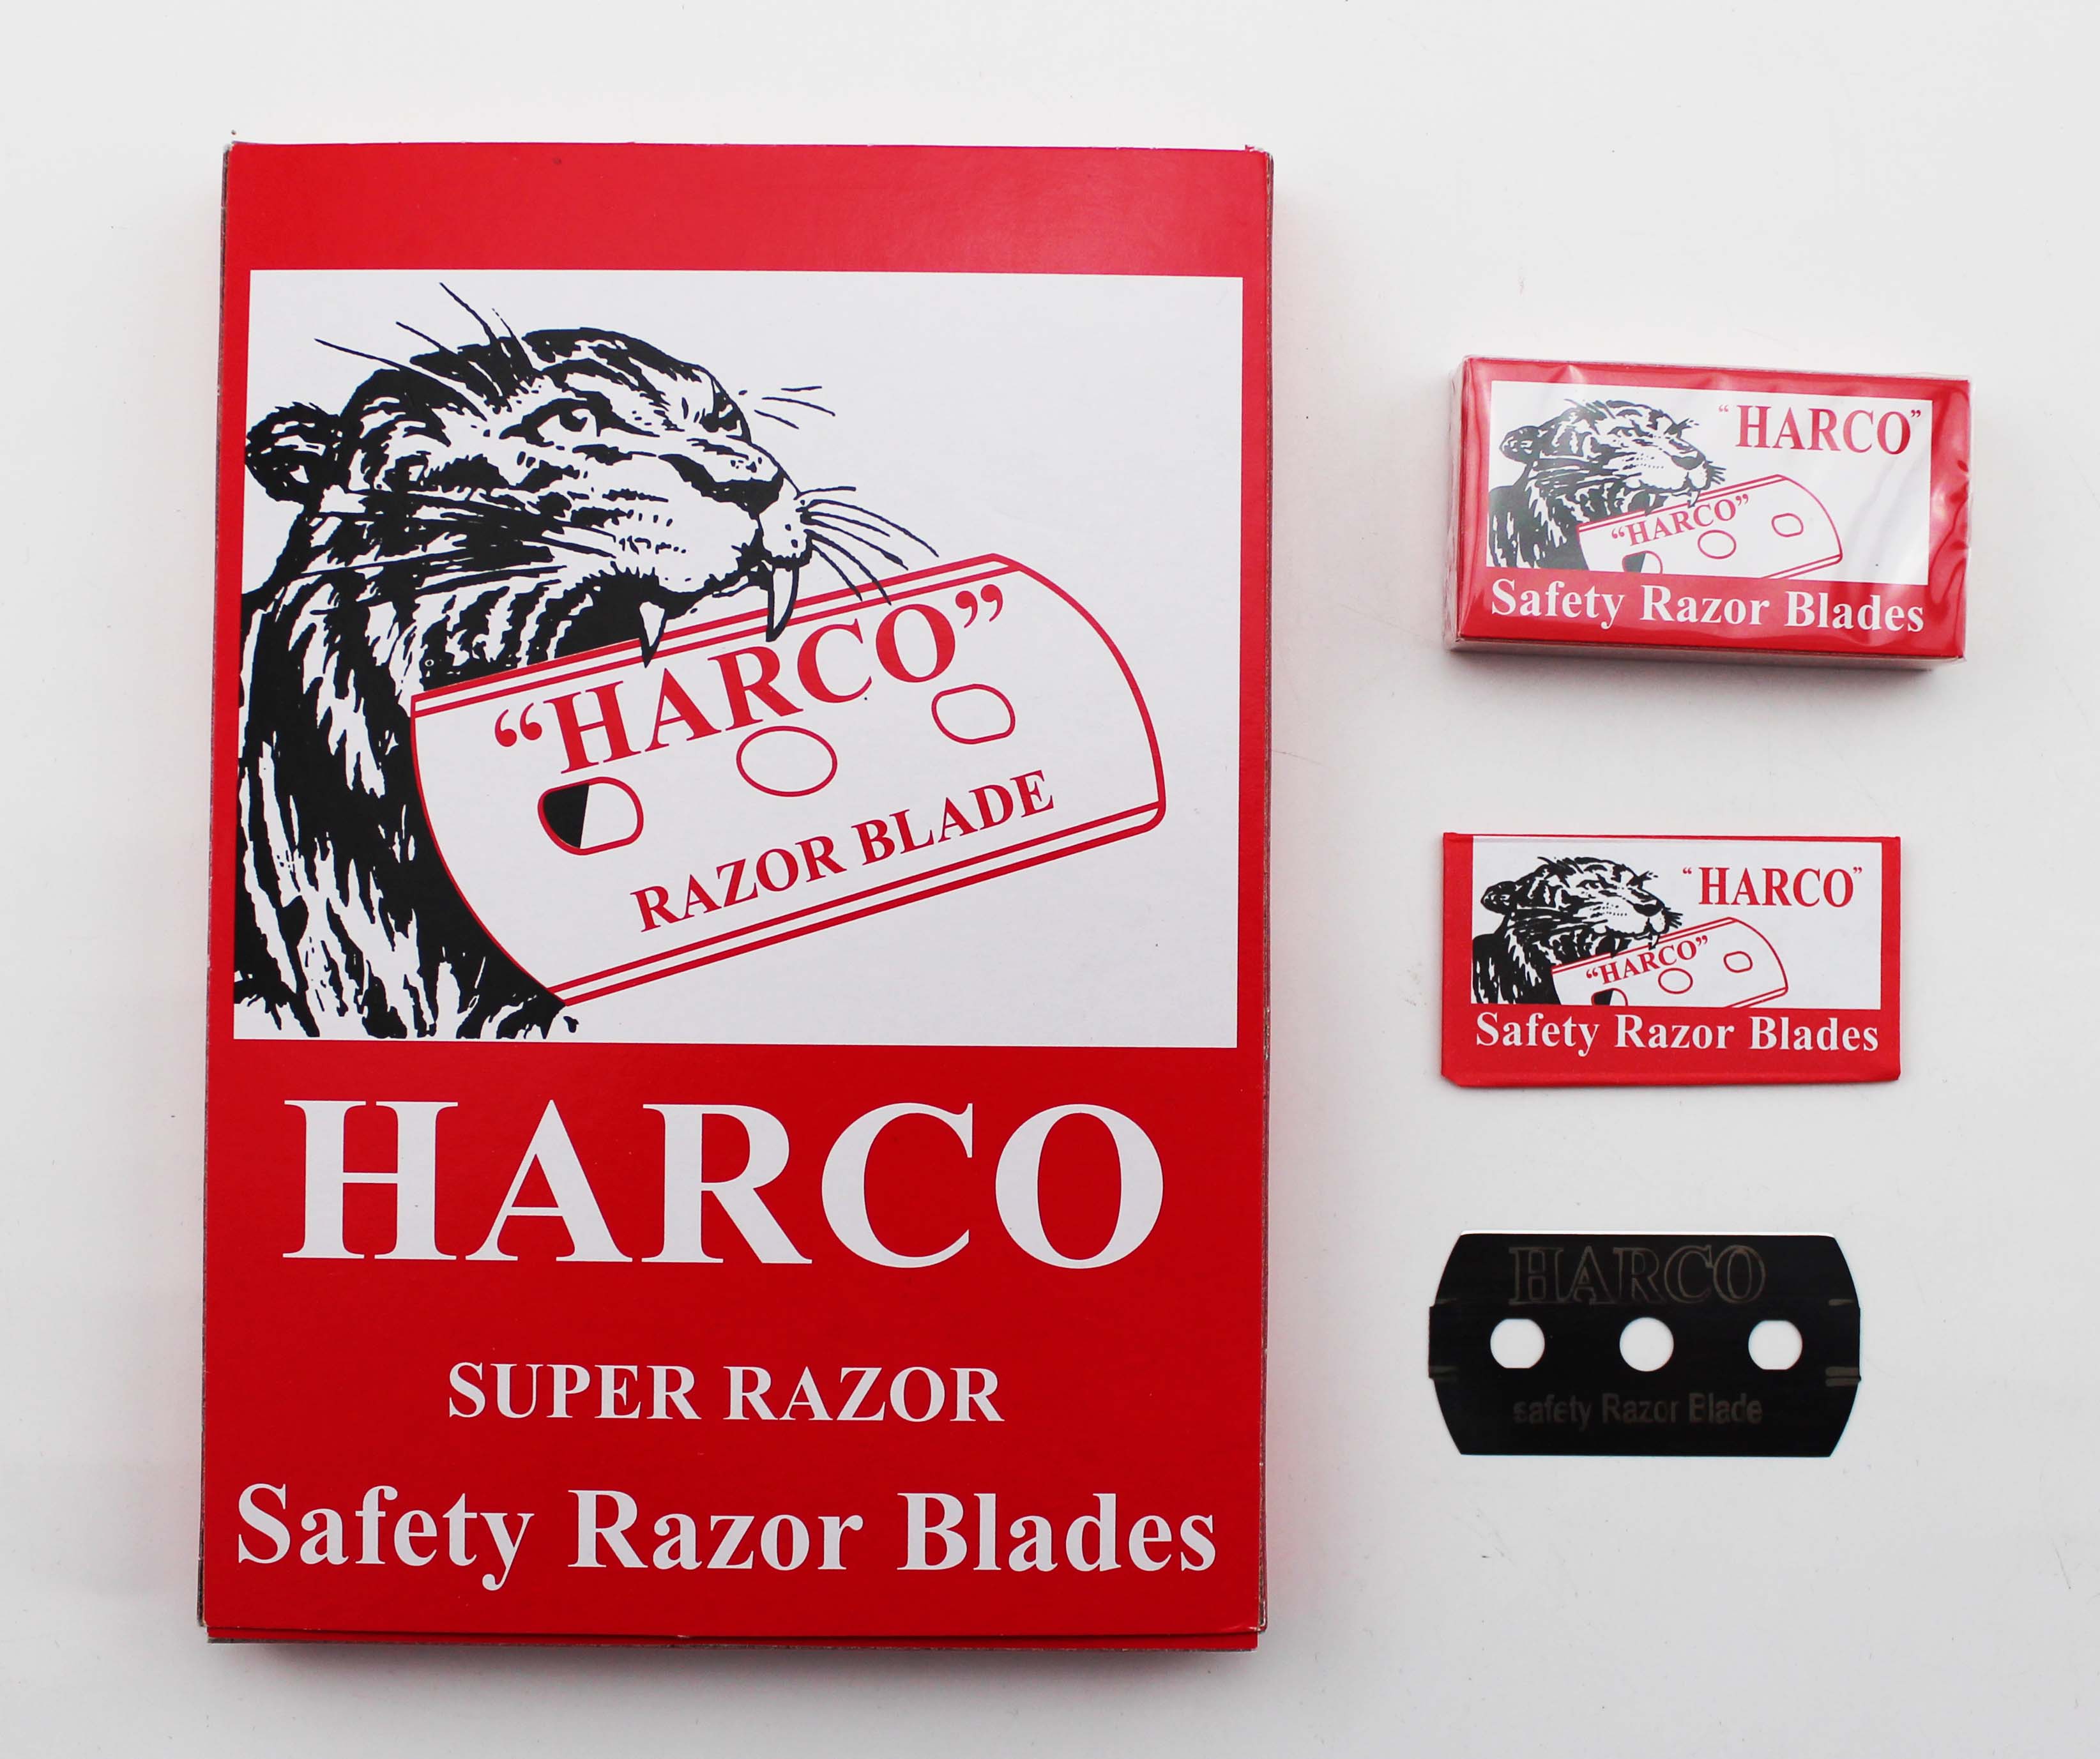 “HARCO”
RAZOR BLADE
HARCO
SUPER RAZOR
Safety Razor Blades
“HARCO”
“HARCO”
Safety Razor Blades
“HARCO”
“HARCO”
Safety Razor Blades
HARCO
safety Razor Blade